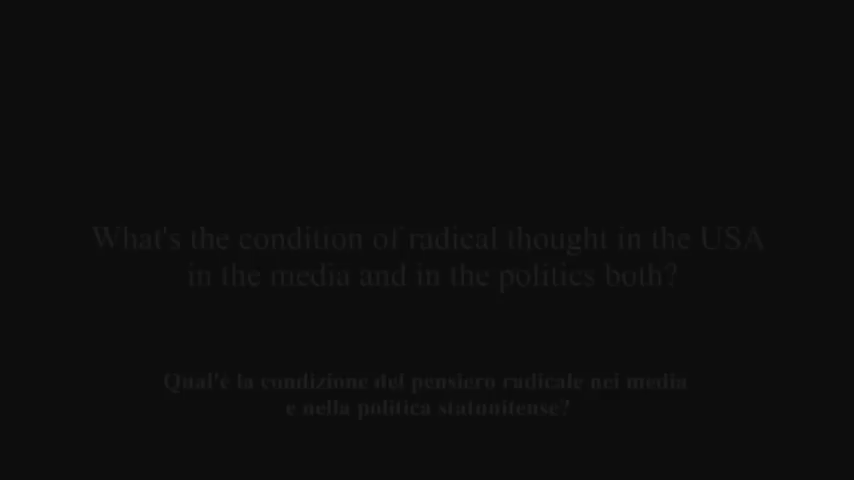 What's the condition of radical thought in the USA
in the media and in the politics both?
Qual'è la condizione del pensiero radicale nei media
e nella politica statunitense?